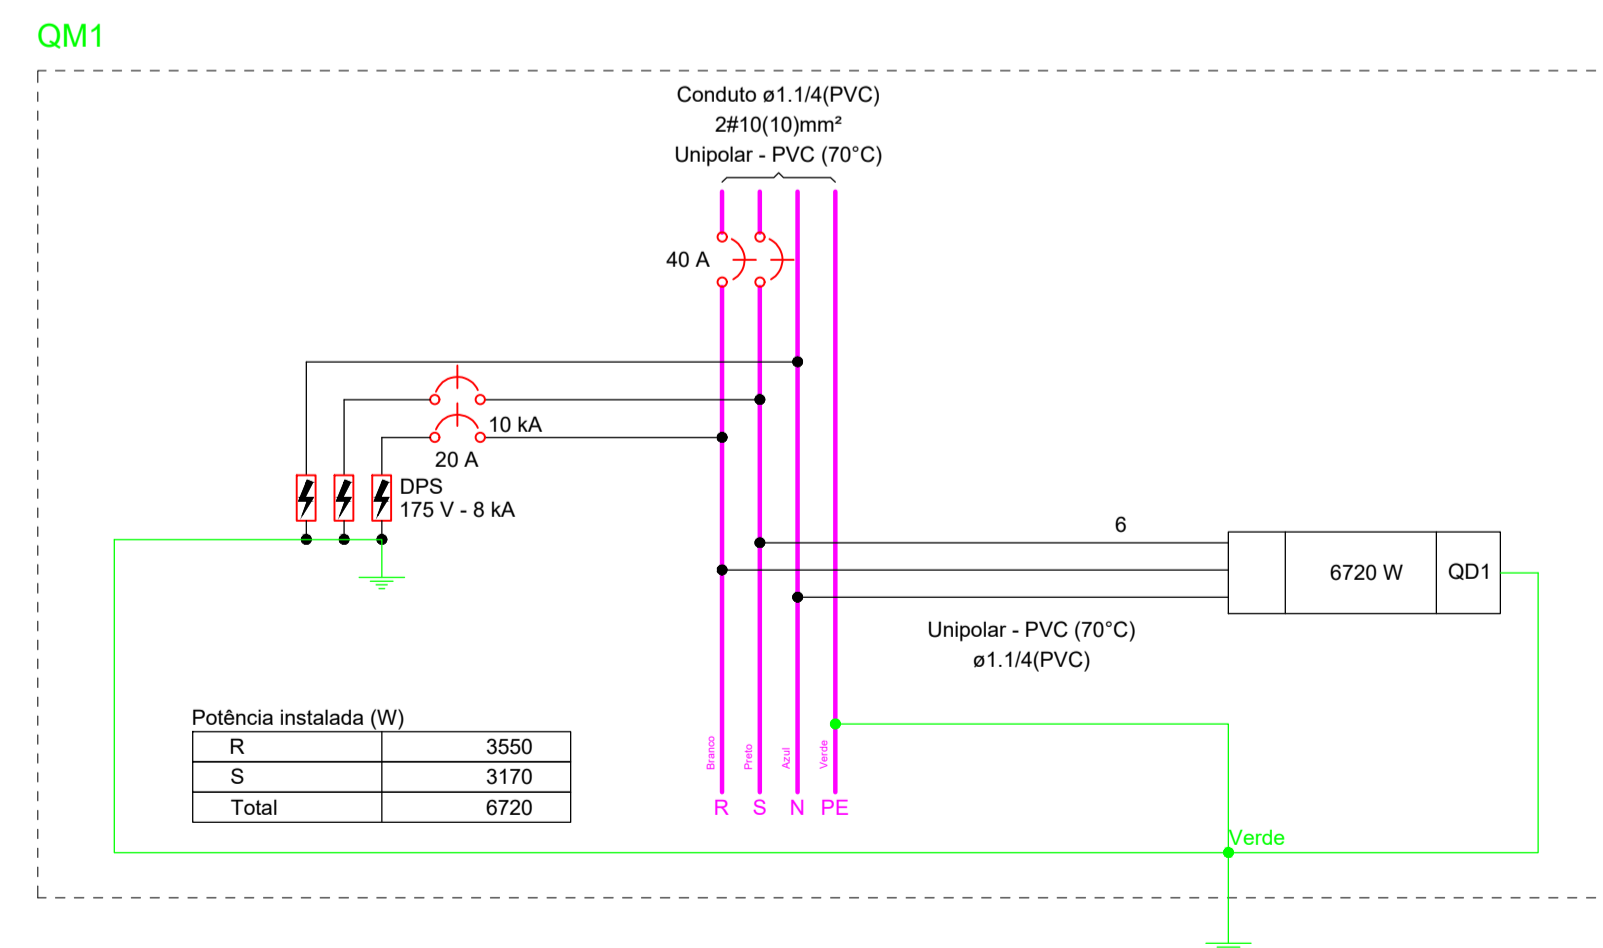 QM1
Conduto ø1.1/4(PVC)
2#10(10)mm²
Unipolar - PVC (70°C)
40 A
10 kA
20 A
DPS
175 V - 8 kA
6
6720 W
QD1
Unipolar - PVC (70°C)
ø1.1/4(PVC)
Potência instalada (W)
R 3550
S 3170
Total 6720
Branco
Preto
Azul
Verde
R S N PE
Verde